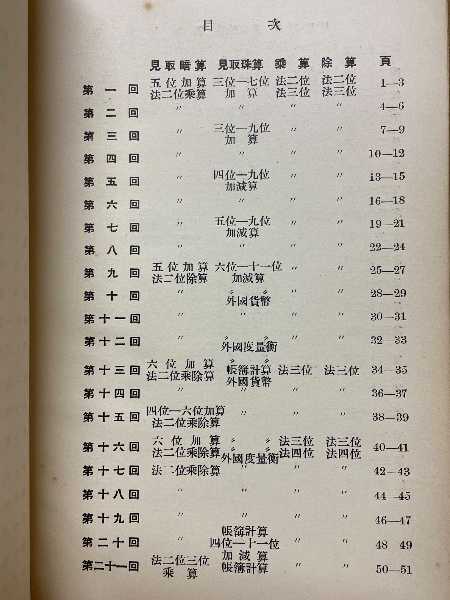 目次
見取暗算 見取珠算 乘算 除算 頁
五位加算 三位—七位 法二位 法二位
第一回 1—3
法二位乘算 加算 法三位 法三位
第二回 〃 〃 〃 〃 4—6
第三回 〃 三位—九位 〃 〃 7—9
加算
第四回 〃 〃 〃 〃 10—12
第五回 〃 四位—九位 〃 〃 13—15
加減算
第六回 〃 〃 〃 〃 16—18
第七回 〃 五位—九位 〃 〃 19—21
加減算
第八回 〃 〃 〃 〃 22—24
五位加算 六位—十一位
第九回 〃 〃 25—27
法二位除算 加減算
第十回 〃 〃 〃 〃 28—29
外國貨幣
第十一回 〃 〃 〃 〃 30—31
第十二回 〃 〃 〃 〃 32—33
外國度量衡
六位加算 〃 〃
第十三回 帳簿計算 法三位 法三位 34—35
法二位乘除算 外國貨幣
第十四回 〃 〃 〃 〃 36—37
四位—六位加算
第十五回 〃 〃 〃 38—39
法二位乘除算
六位加算 〃 〃 法三位 法三位
第十六回 40—41
法二位乘除算 外國度量衡 法四位 法四位
第十七回 法二位乘除算 〃 〃 〃 42—43
第十八回 〃 〃 〃 〃 44—45
第十九回 〃 〃 〃 〃 46—47
帳簿計算
第二十回 〃 四位—十一位 〃 〃 48—49
加減算
第二十一回 法二位三位 帳簿計算 〃 〃 50—51
乘算